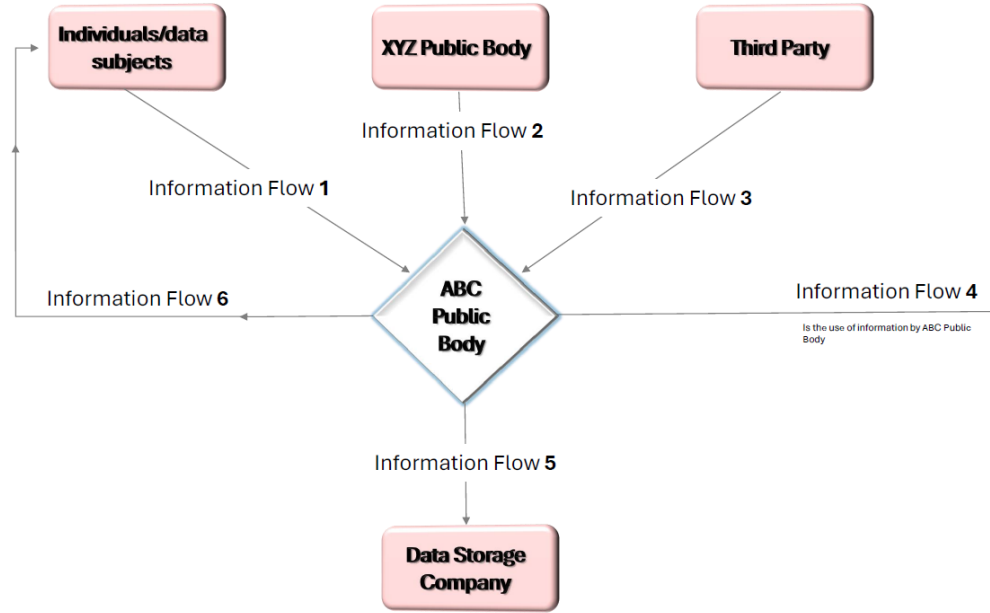 Individuals/data
subjects
XYZ Public Body
Third Party
Information Flow 2
Information Flow 1
Information Flow 3
ABC
Public
Body
Information Flow 6
Information Flow 4
Is the use of information by ABC Public
Body
Information Flow 5
Data Storage
Company